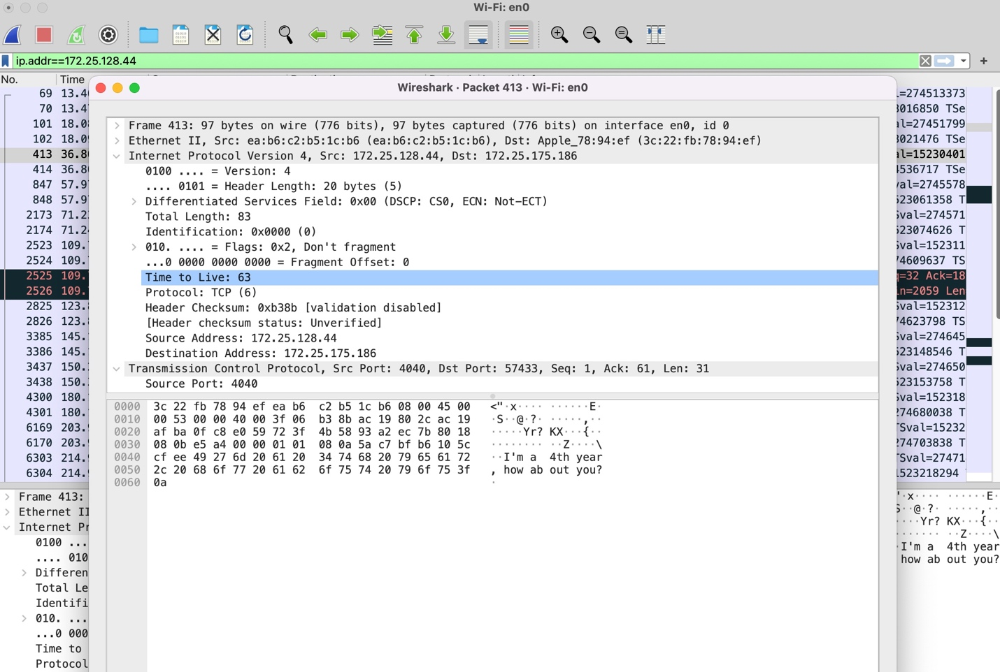 Wi-Fi: en0
ip.addr==172.25.128.44
No. Time
69 13.4
70 13.4
101 18.0
102 18.0
413 36.8
414 36.8
847 57.9
848 57.9
2173 71.2
2174 71.2
2523 109.
2524 109.
2525 109.
2526 109.
2825 123.
2826 123.
3385 145.
3386 145.
3437 150.
3438 150.
4300 180.
4301 180.
6169 203.
6170 203.
6303 214.
6304 214.
Wireshark · Packet 413 · Wi-Fi: en0
Frame 413: 97 bytes on wire (776 bits), 97 bytes captured (776 bits) on interface en0, id 0
Ethernet II, Src: ea:b6:c2:b5:1c:b6 (ea:b6:c2:b5:1c:b6), Dst: Apple_78:94:ef (3c:22:fb:78:94:ef)
Internet Protocol Version 4, Src: 172.25.128.44, Dst: 172.25.175.186
0100 .... = Version: 4
.... 0101 = Header Length: 20 bytes (5)
Differentiated Services Field: 0x00 (DSCP: CS0, ECN: Not-ECT)
Total Length: 83
Identification: 0x0000 (0)
010. .... = Flags: 0x2, Don't fragment
...0 0000 0000 0000 = Fragment Offset: 0
Time to Live: 63
Protocol: TCP (6)
Header Checksum: 0xb38b [validation disabled]
[Header checksum status: Unverified]
Source Address: 172.25.128.44
Destination Address: 172.25.175.186
Transmission Control Protocol, Src Port: 4040, Dst Port: 57433, Seq: 1, Ack: 61, Len: 31
Source Port: 4040
0000 3c 22 fb 78 94 ef ea b6 c2 b5 1c b6 08 00 45 00 <"·x···· ······E·
0010 00 53 00 00 40 00 3f 06 b3 8b ac 19 80 2c ac 19 ·S··@·?· ·····,··
0020 af ba 0f c8 e0 59 72 3f 4b 58 93 a2 ec 7b 80 18 ·····Yr? KX···{··
0030 08 0b e5 a4 00 00 01 01 08 0a 5a c7 bf b6 10 5c ········ ··Z····\
0040 cf ee 49 27 6d 20 61 20 34 74 68 20 79 65 61 72 ··I'm a  4th year
0050 2c 20 68 6f 77 20 61 62 6f 75 74 20 79 6f 75 3f , how ab out you?
0060 0a ·
=274513373
3016850 TSe
al=27451799
3021476 TSe
al=15230401
4536717 TSe
val=2745578
523061358 T
Sval=274571
523074626 T
Sval=152311
74609637 TS
q=32 Ack=18
in=2059 Len
Sval=152312
74623798 TS
Sval=274645
523148546 T
Sval=274650
523153758 T
Sval=152318
274680038 T
TSval=15232
274703838 T
TSval=27471
1523218294
Frame 413:
Ethernet II
Internet Pr
0100 ...
.... 010
Differen
Total Le
Identifi
010. ...
...0 000
Time to
Protocol
"·x···· ······E·
S··@·?· ·····,·
····Yr? KX···{·
······· ··Z····\
·I'm a  4th year
how ab out you?